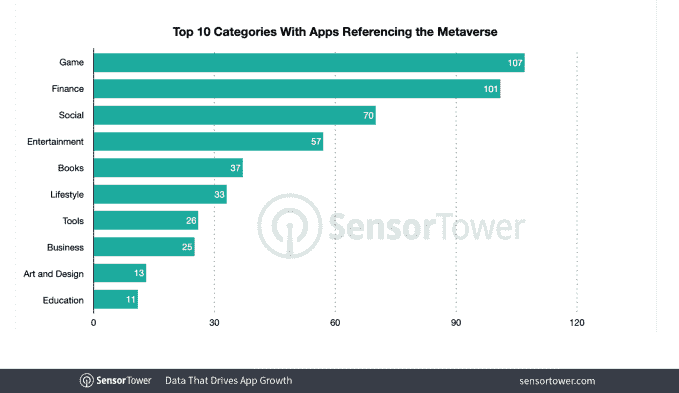 Top 10 Categories With Apps Referencing the Metaverse
Game 107
Finance 101
Social 70
Entertainment 57
Books 37
Lifestyle 33
Tools 26
Business 25
Art and Design 13
Education 11
0 30 60 90 120
SensorTower
SensorTower Data That Drives App Growth sensortower.com